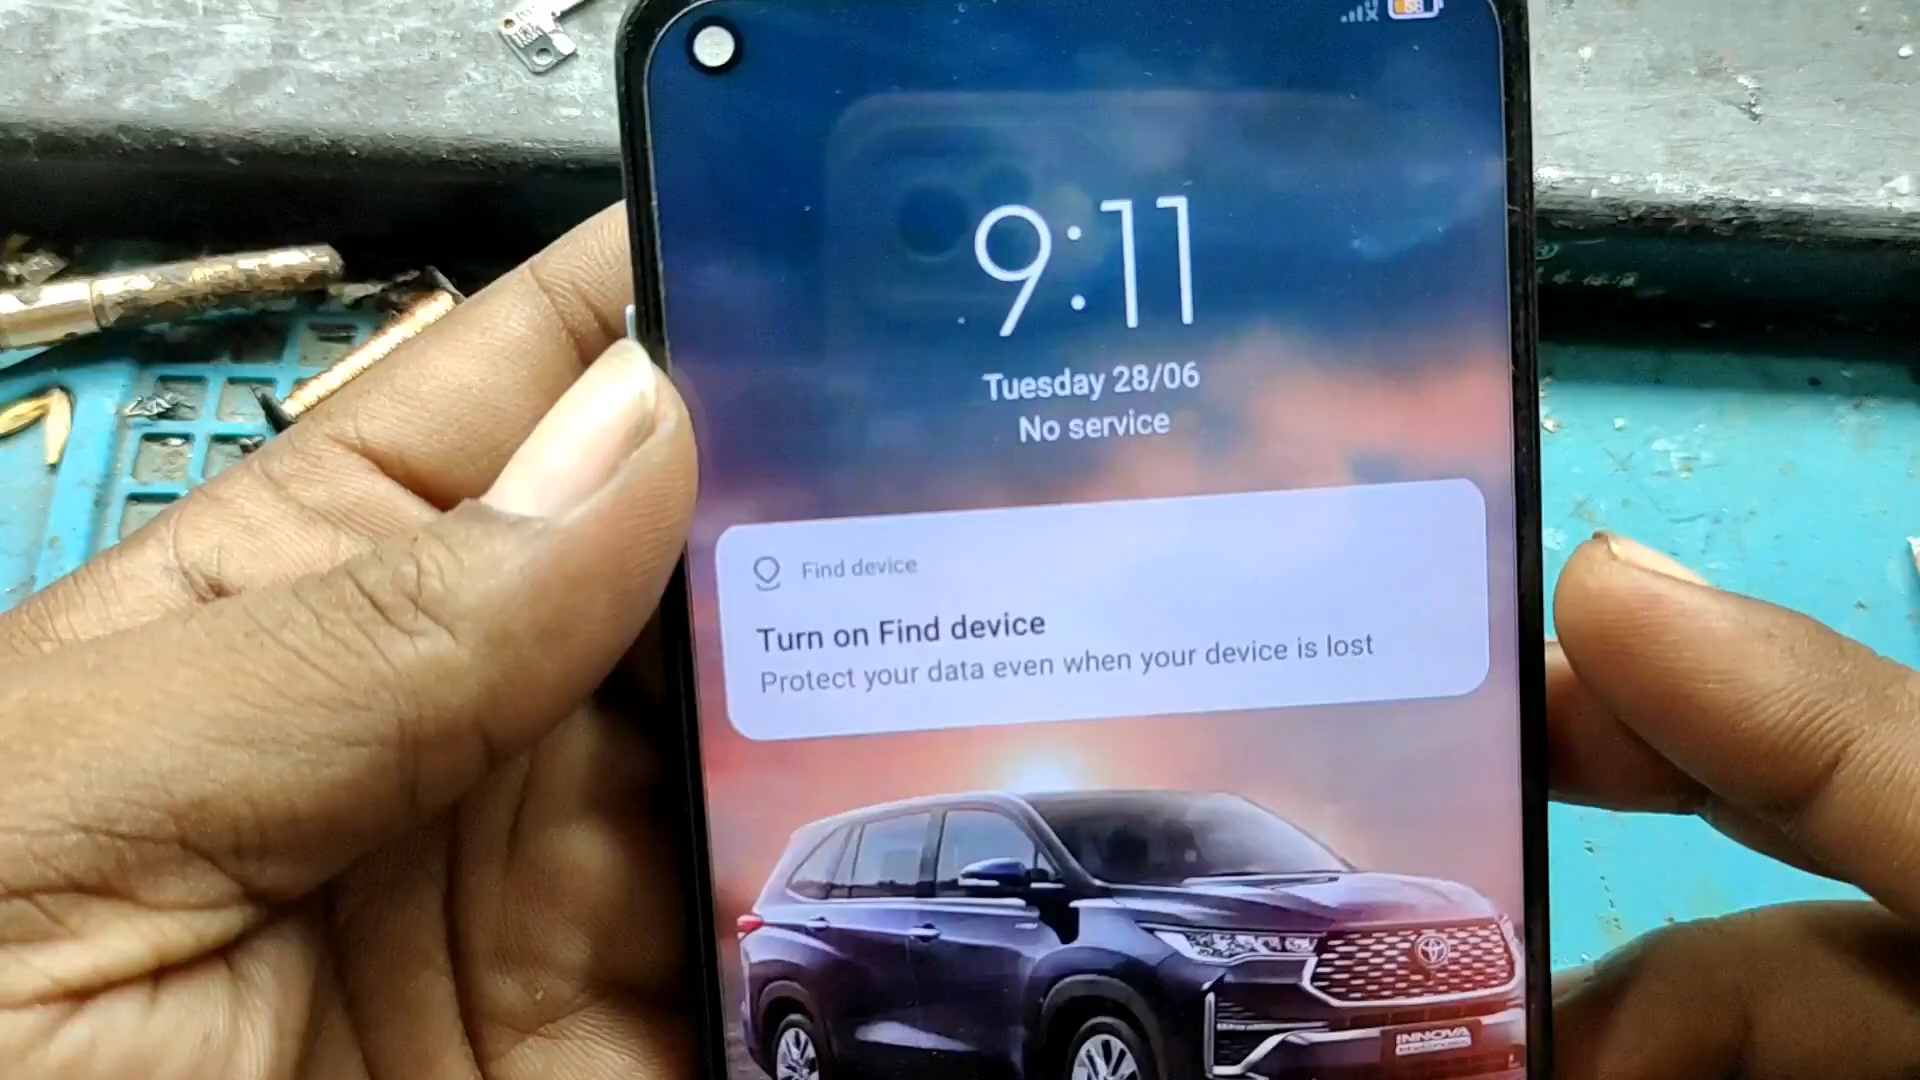 58
9:11
Tuesday 28/06
No service
Find device
Turn on Find device
Protect your data even when your device is lost
INNOVA